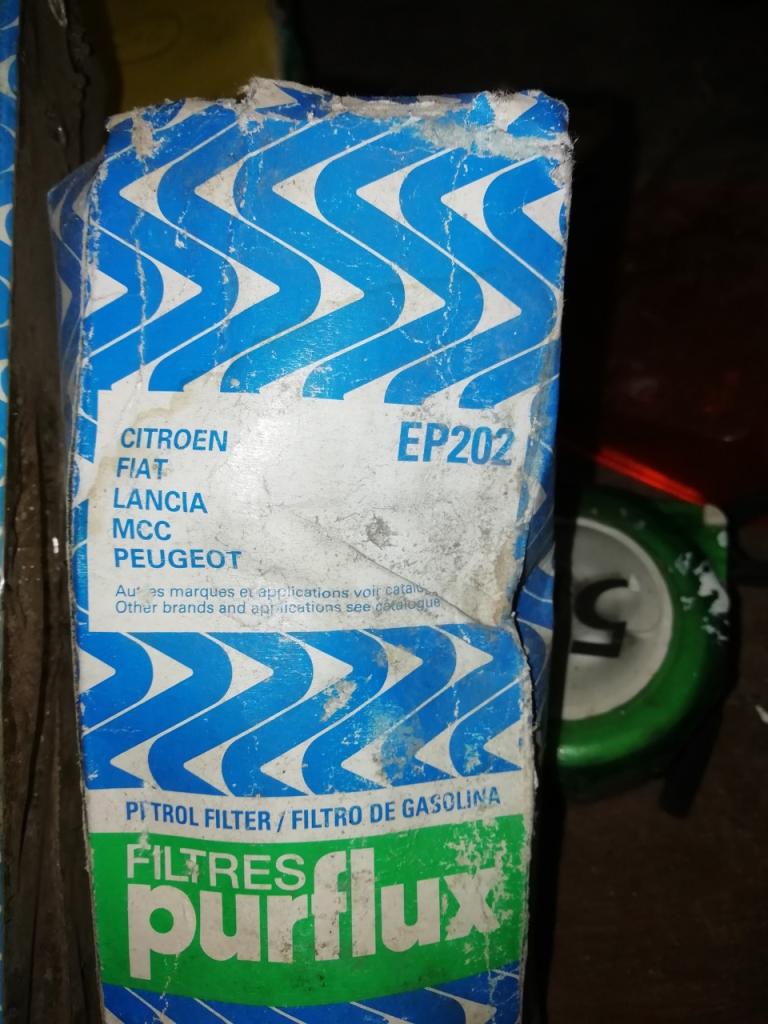 CITROEN
EP202
FIAT
LANCIA
MCC
PEUGEOT
marques et applications voir
Other brands and applications see catalogue
PETROL FILTER / FILTRO DE GASOLINA
FILTRES
purflux
5